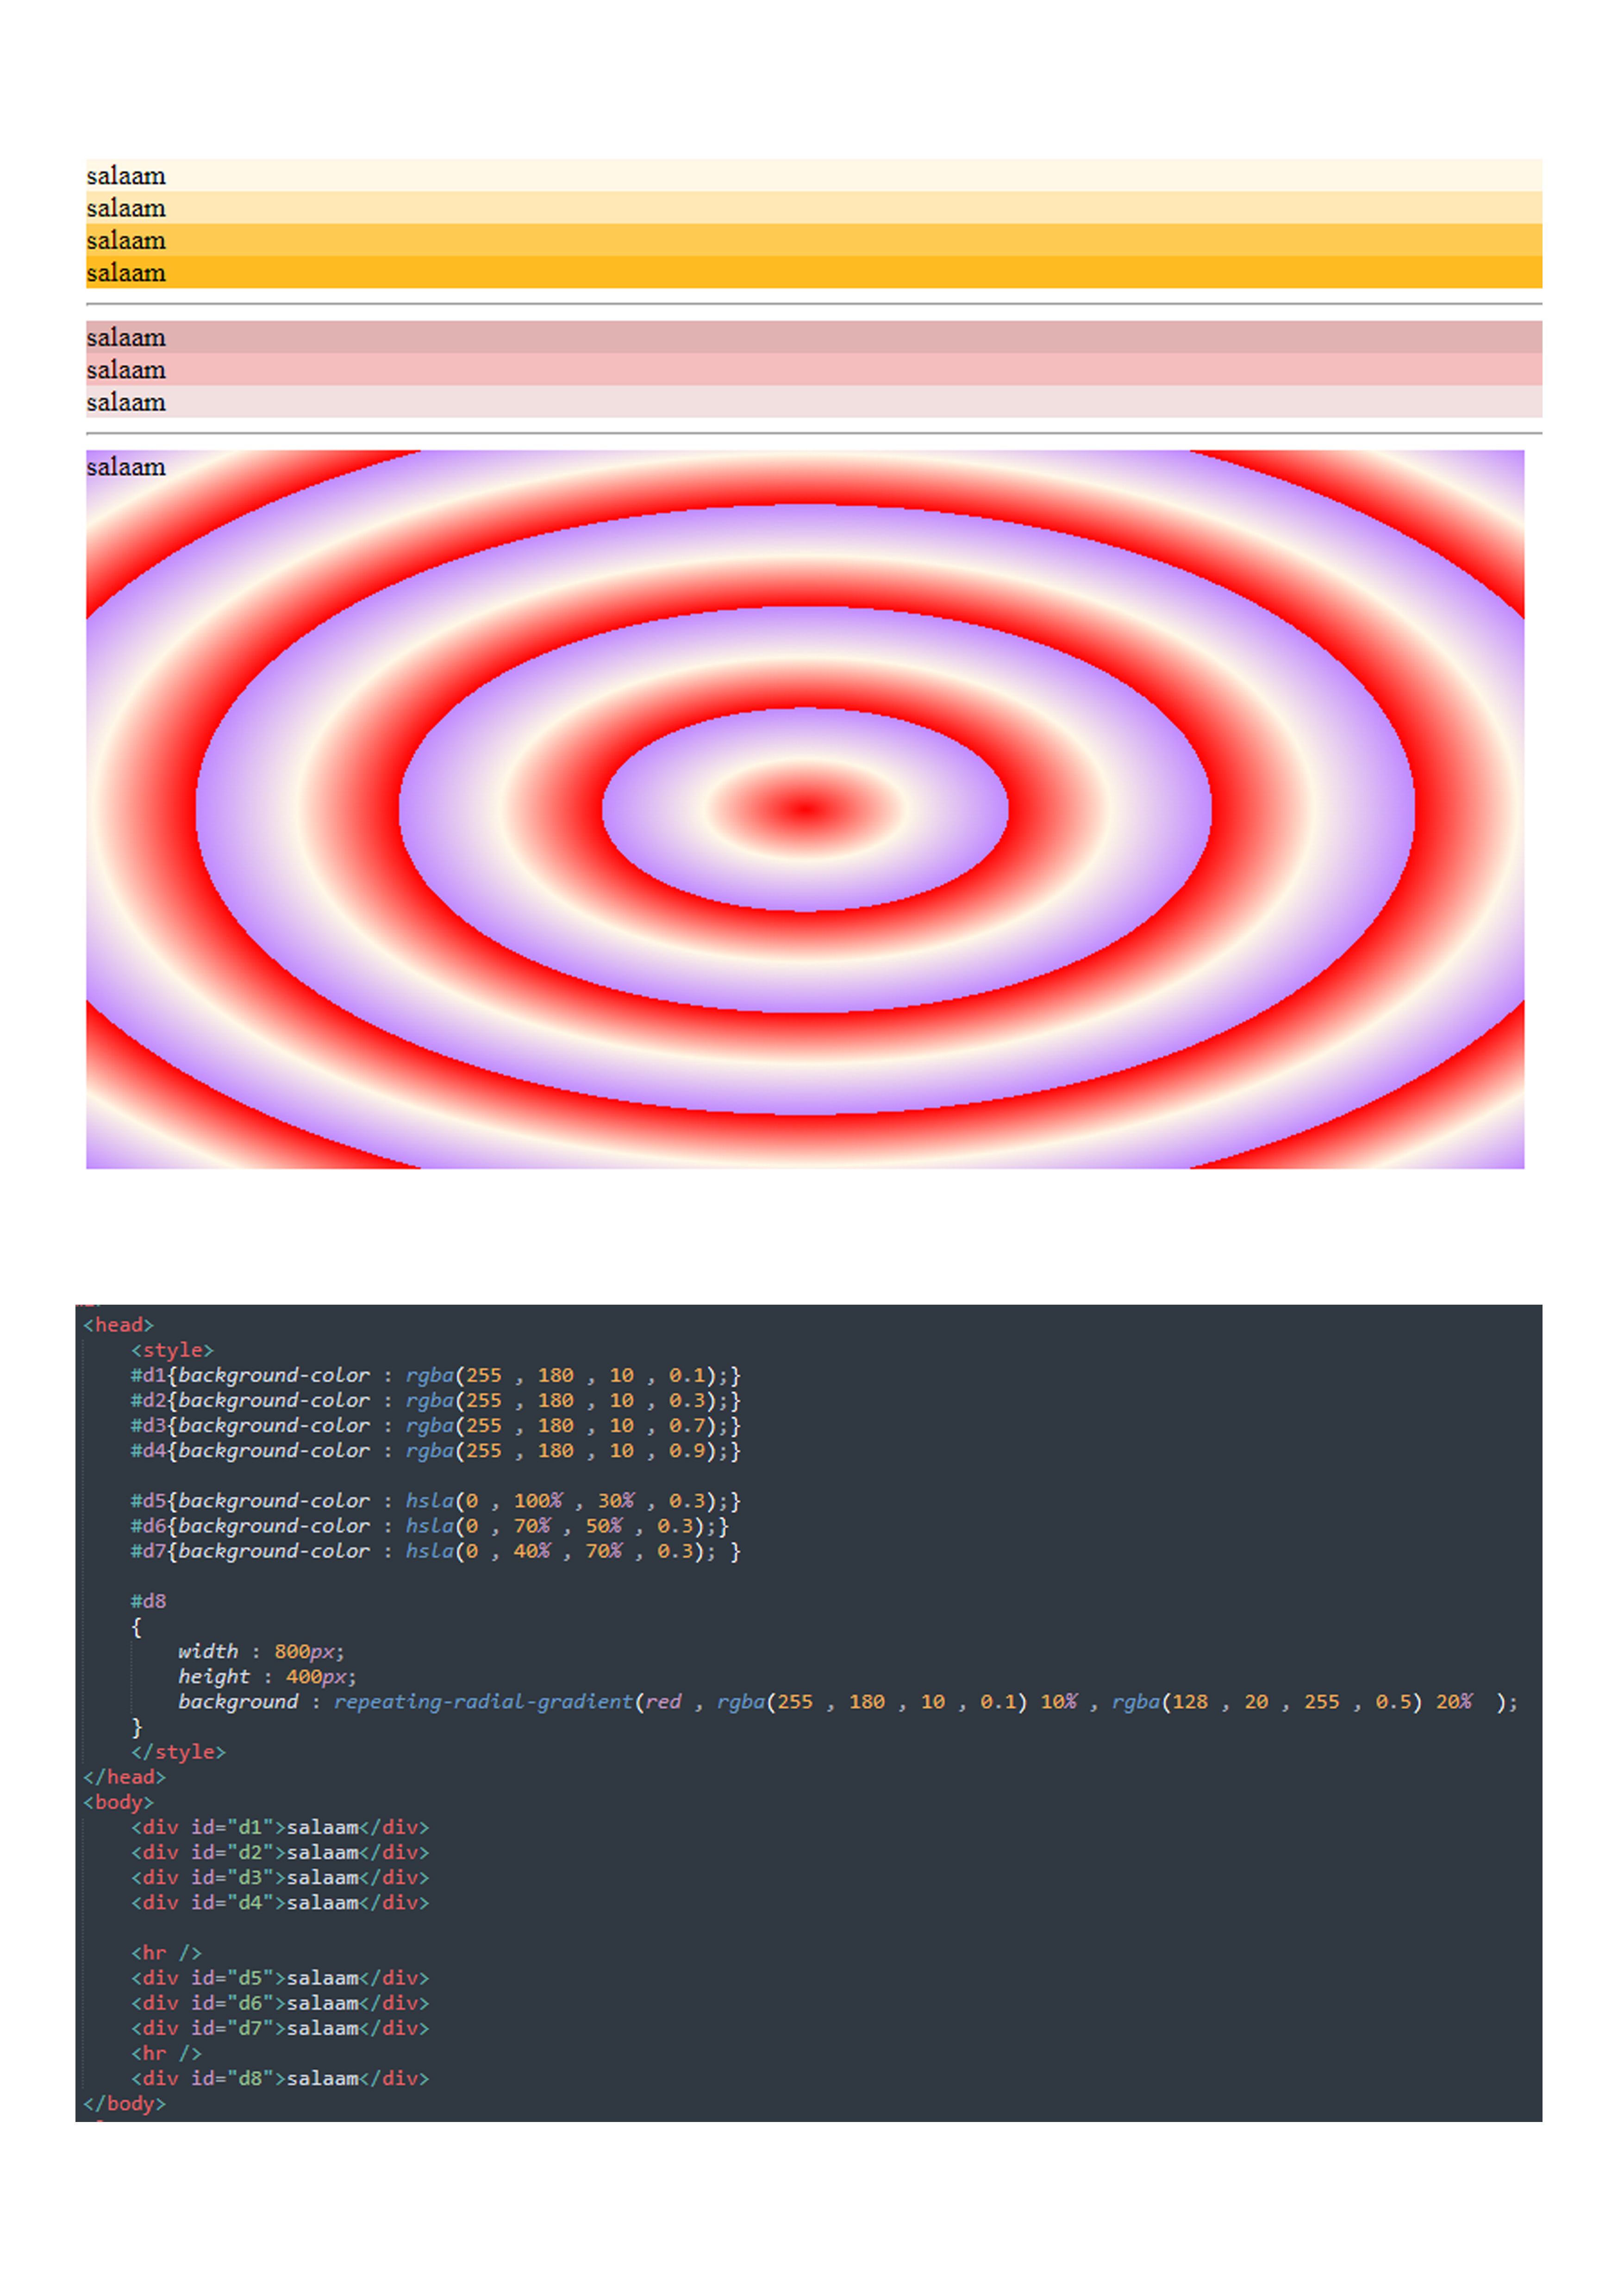 salaam
salaam
salaam
salaam
salaam
salaam
salaam
salaam
<head>
<style>
#d1{background-color : rgba(255 , 180 , 10 , 0.1);}
#d2{background-color : rgba(255 , 180 , 10 , 0.3);}
#d3{background-color : rgba(255 , 180 , 10 , 0.7);}
#d4{background-color : rgba(255 , 180 , 10 , 0.9);}
#d5{background-color : hsla(0 , 100% , 30% , 0.3);}
#d6{background-color : hsla(0 , 70% , 50% , 0.3);}
#d7{background-color : hsla(0 , 40% , 70% , 0.3); }
#d8
{
width : 800px;
height : 400px;
background : repeating-radial-gradient(red , rgba(255 , 180 , 10 , 0.1) 10% , rgba(128 , 20 , 255 , 0.5) 20%  );
}
</style>
</head>
<body>
<div id="d1">salaam</div>
<div id="d2">salaam</div>
<div id="d3">salaam</div>
<div id="d4">salaam</div>
<hr />
<div id="d5">salaam</div>
<div id="d6">salaam</div>
<div id="d7">salaam</div>
<hr />
<div id="d8">salaam</div>
</body>